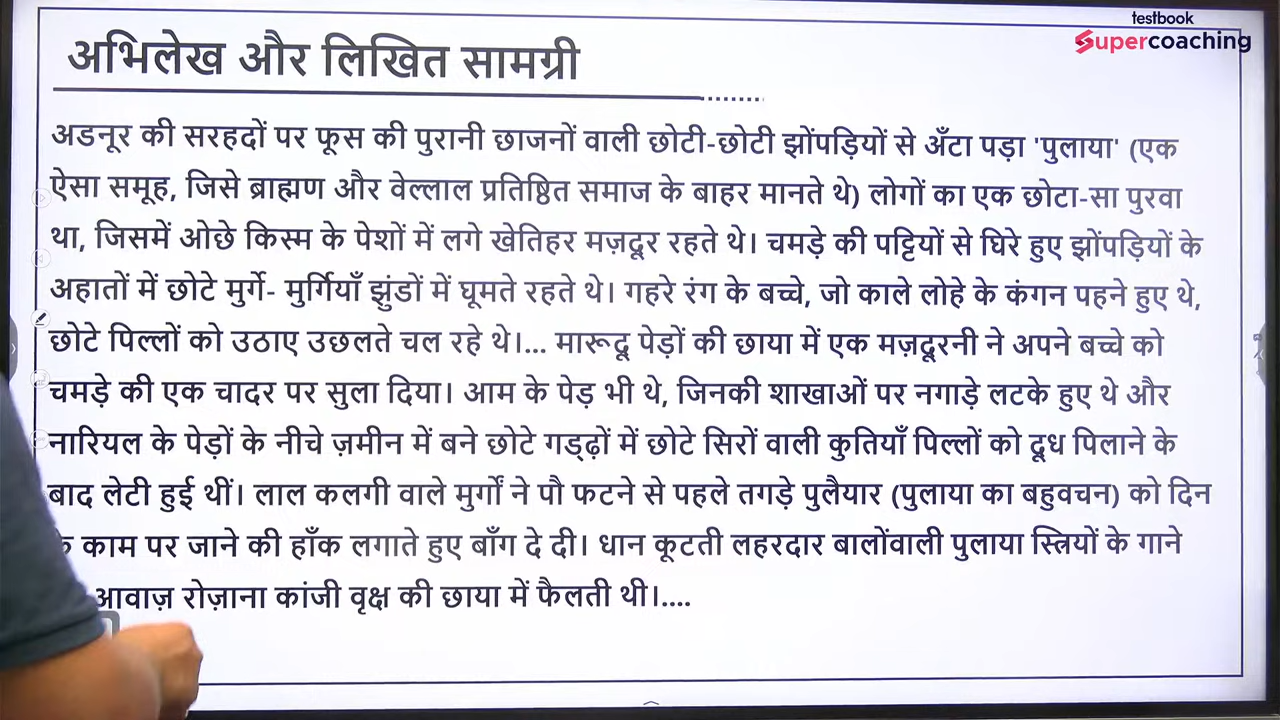 testbook
Supercoaching
अभिलेख और लिखित सामग्री
अडनूर की सरहदों पर फूस की पुरानी छाजनों वाली छोटी-छोटी झोंपड़ियों से अँटा पड़ा 'पुलाया' (एक
ऐसा समूह, जिसे ब्राह्मण और वेल्लाल प्रतिष्ठित समाज के बाहर मानते थे) लोगों का एक छोटा-सा पुरवा
था, जिसमें ओछे किस्म के पेशों में लगे खेतिहर मज़दूर रहते थे। चमड़े की पट्टियों से घिरे हुए झोंपड़ियों के
अहातों में छोटे मुर्गे- मुर्गियाँ झुंडों में घूमते रहते थे। गहरे रंग के बच्चे, जो काले लोहे के कंगन पहने हुए थे,
छोटे पिल्लों को उठाए उछलते चल रहे थे।... मारूदू पेड़ों की छाया में एक मज़दूरनी ने अपने बच्चे को
चमड़े की एक चादर पर सुला दिया। आम के पेड़ भी थे, जिनकी शाखाओं पर नगाड़े लटके हुए थे और
नारियल के पेड़ों के नीचे ज़मीन में बने छोटे गड्ढ़ों में छोटे सिरों वाली कुतियाँ पिल्लों को दूध पिलाने के
बाद लेटी हुई थीं। लाल कलगी वाले मुर्गों ने पौ फटने से पहले तगड़े पुलैयार (पुलाया का बहुवचन) को दिन
काम पर जाने की हाँक लगाते हुए बाँग दे दी। धान कूटती लहरदार बालोंवाली पुलाया स्त्रियों के गाने
आवाज़ रोज़ाना कांजी वृक्ष की छाया में फैलती थी।....